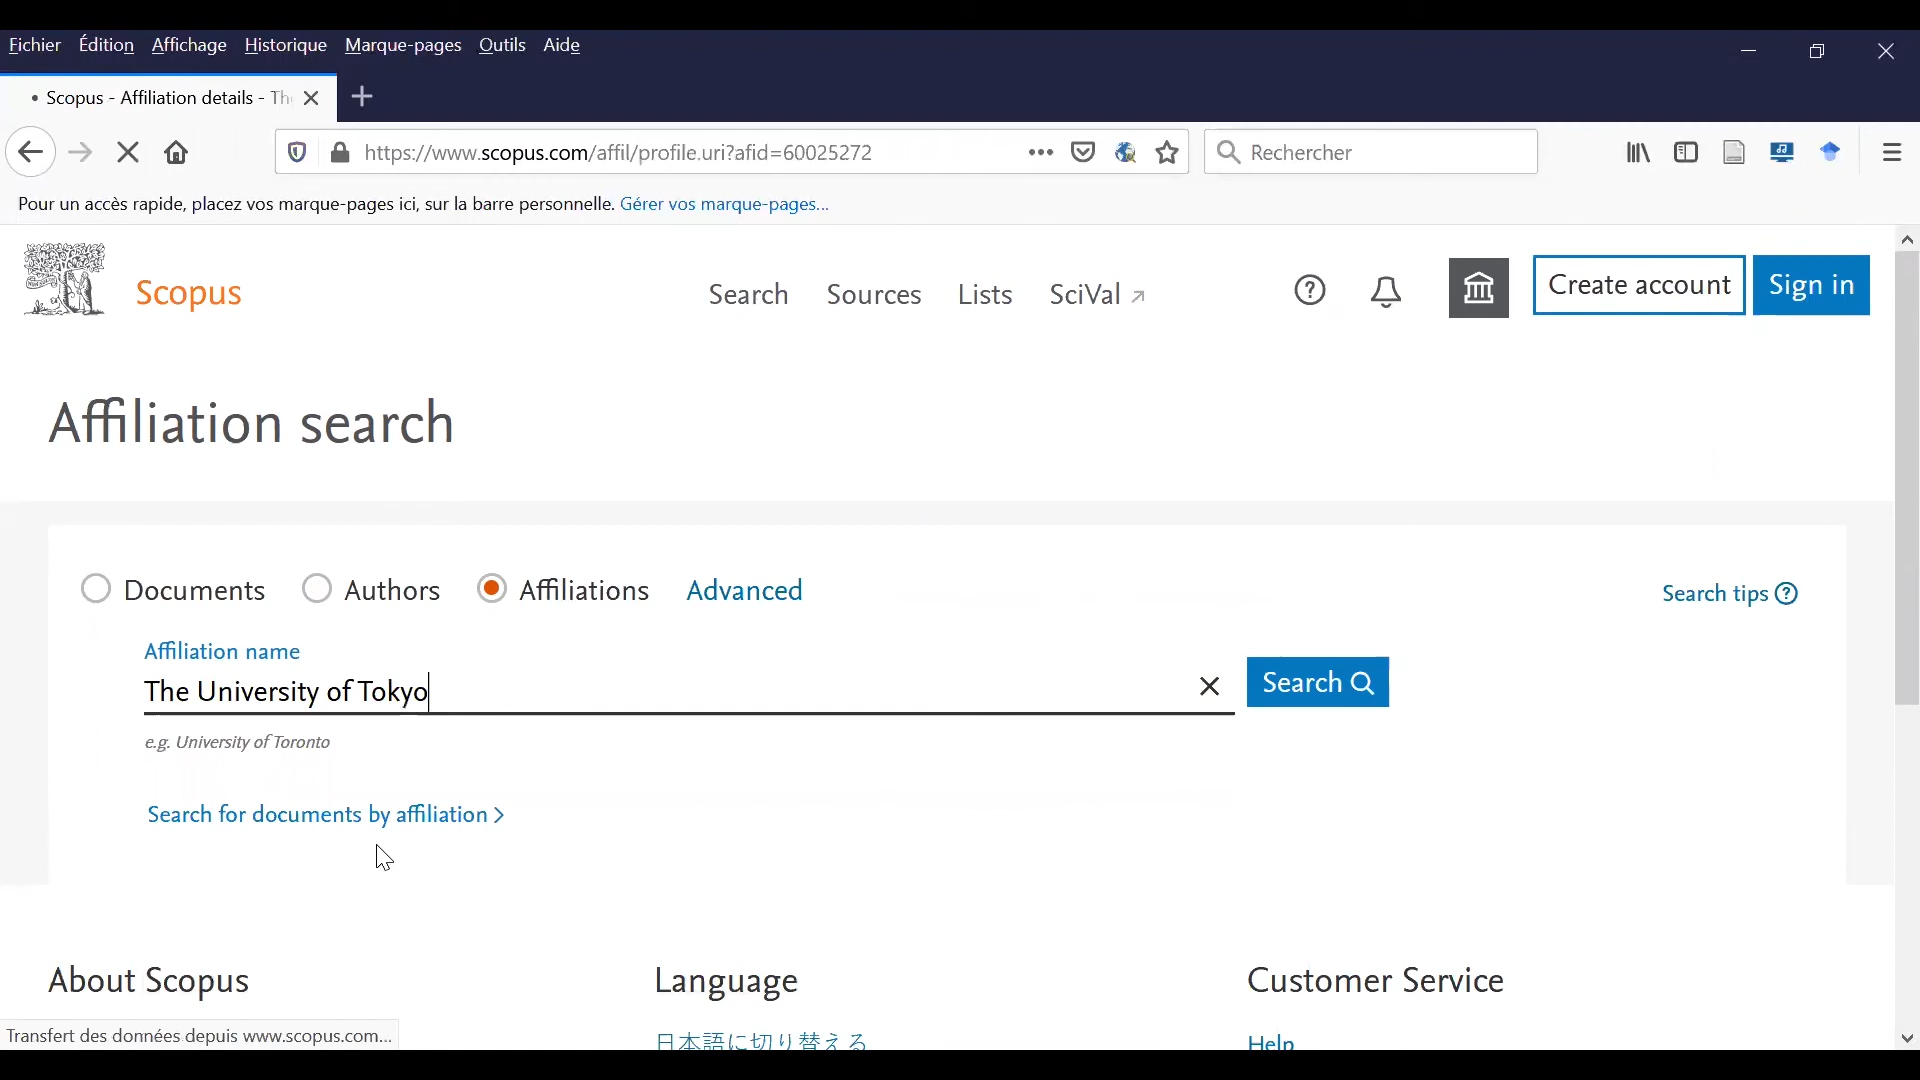 Fichier Édition Affichage Historique Marque-pages Outils Aide
Scopus - Affiliation details - Th
https://www.scopus.com/affil/profile.uri?afid=60025272
Rechercher
Pour un accès rapide, placez vos marque-pages ici, sur la barre personnelle. Gérer vos marque-pages...
Scopus
Search Sources Lists SciVal
Create account
Sign in
Affiliation search
Documents Authors Affiliations Advanced
Search tips
Affiliation name
The University of Tokyo
Search
e.g. University of Toronto
Search for documents by affiliation
About Scopus
Language
Customer Service
日本語に切り替える
Help
Transfert des données depuis www.scopus.com...